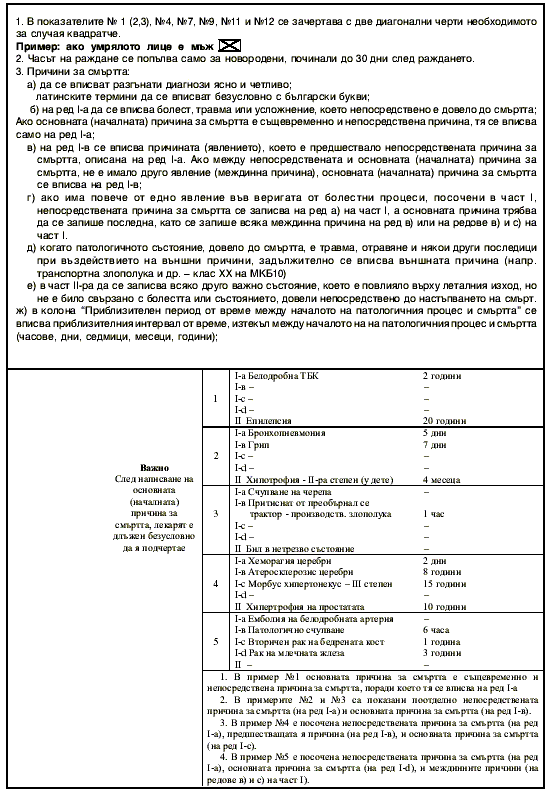 1. В показателите № 1 (2,3), №4, №7, №9, №11 и №12 се зачертава с две диагонални черти необходимото
за случая квадратче.
Пример: ако умрялото лице е мъж
2. Часът на раждане се попълва само за новородени, починали до 30 дни след раждането.
3. Причини за смъртта:
а) да се вписват разгънати диагнози ясно и четливо;
латинските термини да се вписват безусловно с български букви;
б) на ред I-а да се вписва болест, травма или усложнение, което непосредствено е довело до смъртта;
Ако основната (началната) причина за смъртта е същевременно и непосредствена причина, тя се вписва
само на ред I-а;
в) на ред I-в се вписва причината (явлението), което е предшествало непосредствената причина за
смъртта, описана на ред I-а. Ако между непосредствената и основната (началната) причина за
смъртта, не е имало друго явление (междинна причина), основната (началната) причина за смъртта
се вписва на ред I-в;
г) ако има повече от едно явление във веригата от болестни процеси, посочени в част I,
непосредствената причина за смъртта се записва на ред а) на част I, а основната причина трябва
да се запише последна, като се запише всяка междинна причина на ред в) или на редове в) и с) на
част I.
д) когато патологичното състояние, довело до смъртта, е травма, отравяне и някои други последици
при въздействието на външни причини, задължително се вписва външната причина (напр.
транспортна злополука и др. – клас XX на МКБ10)
е) в част II-ра да се записва всяко друго важно състояние, което е повлияло върху леталния изход, но
не е било свързано с болестта или състоянието, довели непосредствено до настъпването на смърт.
ж) в колона “Приблизителен период от време между началото на патологичния процес и смъртта” се
вписва приблизителния интервал от време, изтекъл между началото на на патологичния процес и смъртта
(часове, дни, седмици, месеци, години);
Важно
След написване на
основната
(началната)
причина за
смъртта, лекарят е
длъжен безусловно
да я подчертае
1
I-а Белодробна ТБК 2 години
I-в – –
I-с – –
I-d – –
II Епилепсия 20 години
2
I-а Бронхопневмония 5 дни
I-в Грип 7 дни
I-с – –
I-d – –
II Хипотрофия - II-ра степен (у дете) 4 месеца
3
I-а Счупване на черепа –
I-в Притиснат от преобърнал се
трактор - производств. злополука 1 час
I-с – –
I-d – –
II Бил в нетрезво състояние –
4
I-а Хеморагия церебри 2 дни
I-в Атеросклерозис церебри 8 години
I-с Морбус хипертонекус – III степен 15 години
I-d – –
II Хипертрофия на простатата 10 години
5
I-а Емболия на белодробната артерия –
I-в Патологично счупване 6 часа
I-с Вторичен рак на бедрената кост 1 година
I-d Рак на млечната жлеза 3 години
II – –
1. В пример №1 основната причина за смъртта е същевременно и
непосредствена причина за смъртта, поради което тя се вписва на ред I-а
2. В примерите №2 и №3 са показани поотделно непосредствената
причина за смъртта (на ред I-а) и основната причина за смъртта (на ред I-в).
3. В пример №4 е посочена непосредствената причина за смъртта (на ред
I-а), предшестващата я причина (на ред I-в), и основната причина за смъртта
(на ред I-с).
4. В пример №5 е посочена непосредствената причина за смъртта (на ред
I-а), основната причина за смъртта (на ред I-d), и междинните причини (на
редове в) и с) на част I).